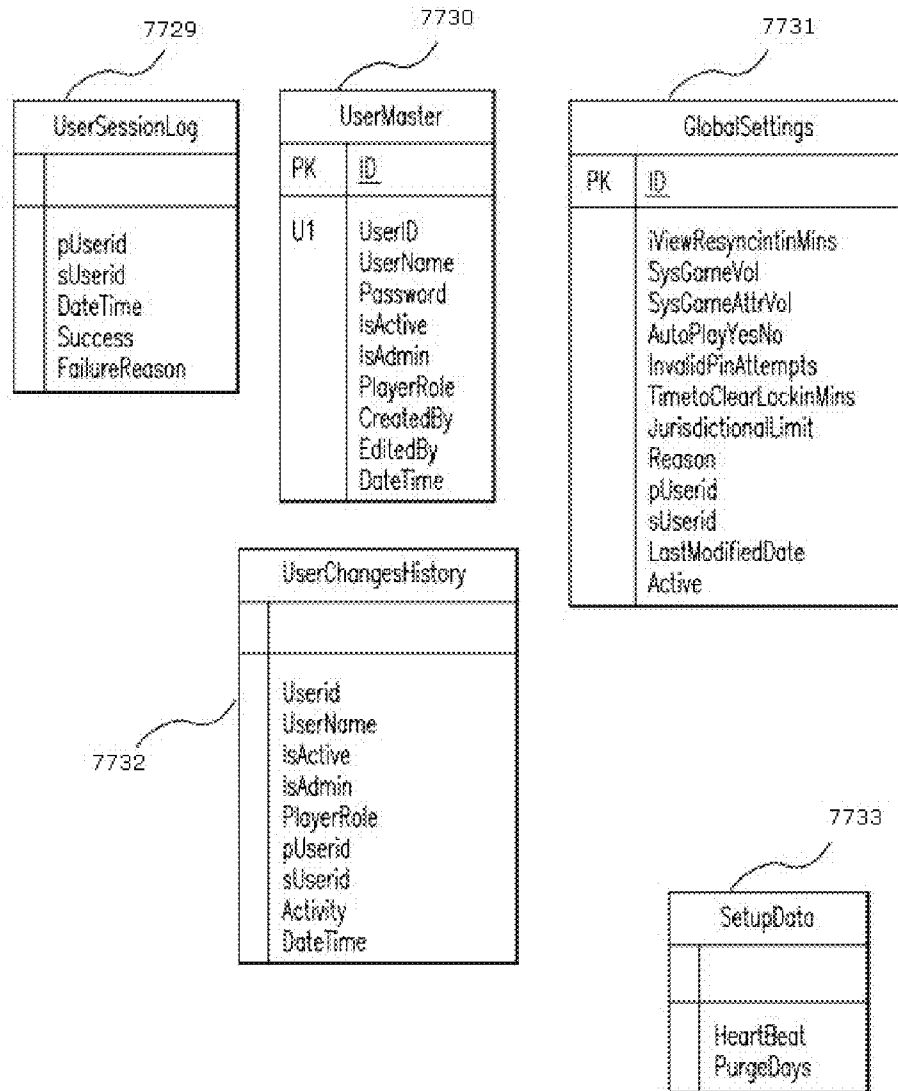 7729
UserSessionLog
pUserid
sUserid
DateTime
Success
FailureReason
7730
UserMaster
PK ID
U1 UserID
UserName
Password
IsActive
IsAdmin
PlayerRole
CreatedBy
EditedBy
DateTime
7731
GlobalSettings
PK ID
iViewResyncintinMins
SysGameVol
SysGameAttrVol
AutoPlayYesNo
InvalidPinAttempts
TimetoClearLockinMins
JurisdictionalLimit
Reason
pUserid
sUserid
LastModifiedDate
Active
7732
UserChangesHistory
Userid
UserName
IsActive
IsAdmin
PlayerRole
pUserid
sUserid
Activity
DateTime
7733
SetupData
HeartBeat
PurgeDays